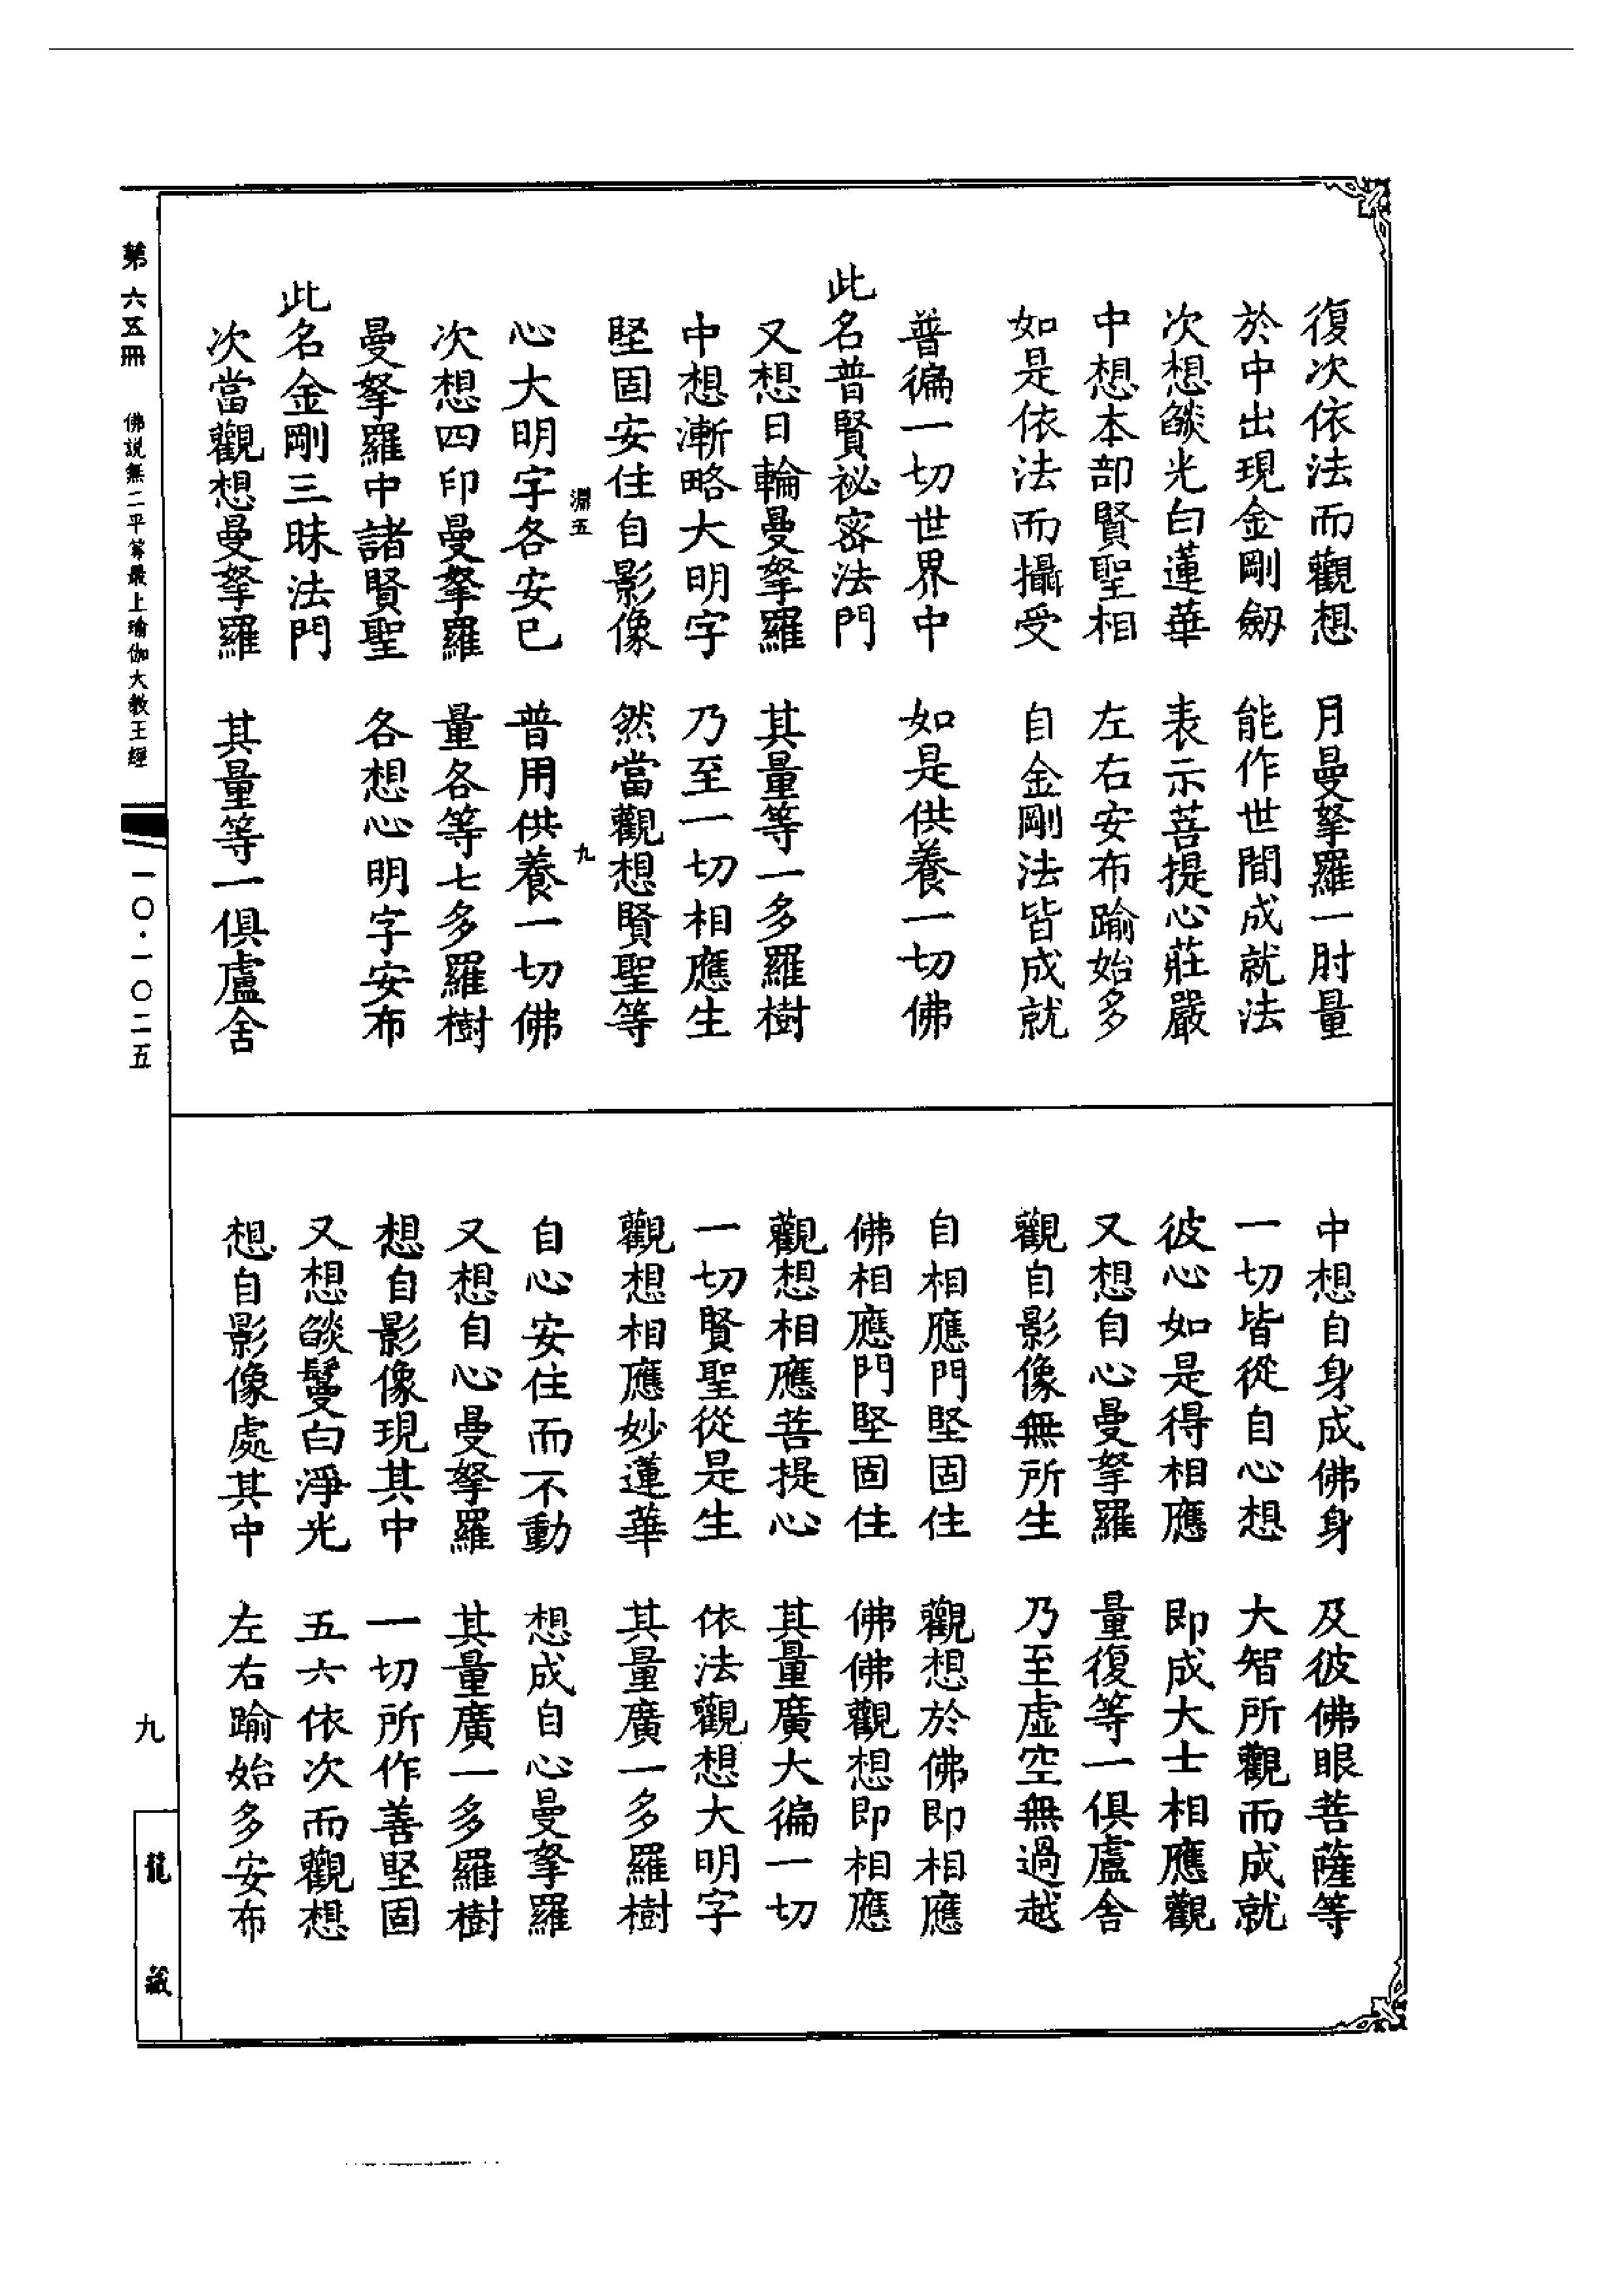 復次依法而觀想　月曼拏羅一肘量
於中出現金剛劔　能作世間成就法
次想燄光白蓮華　表示菩提心莊嚴
中想本部賢聖相　左右安布踰始多
如是依法而攝受　自金剛法皆成就
普徧一切世界中　如是供養一切佛
此名普賢祕密法門
又想日輪曼拏羅　其量等一多羅樹
中想漸略大明字　乃至一切相應生
堅固安住自影像　然當觀想賢聖等
淵五　九
心大明字各安已　普用供養一切佛
次想四印曼拏羅　量各等七多羅樹
曼拏羅中諸賢聖　各想心明字安布
此名金剛三昧法門
次當觀想曼拏羅　其量等一俱盧舍
中想自身成佛身　及彼佛眼菩薩等
一切皆從自心想　大智所觀而成就
彼心如是得相應　即成大士相應觀
又想自心曼拏羅　量復等一俱盧舍
觀自影像無所生　乃至虛空無過越
自相應門堅固住　觀想於佛即相應
佛相應門堅固住　佛佛觀想即相應
觀想相應菩提心　其量廣大徧一切
一切賢聖從是生　依法觀想大明字
觀想相應妙蓮華　其量廣一多羅樹
自心安住而不動　想成自心曼拏羅
又想自心曼拏羅　其量廣一多羅樹
想自影像現其中　一切所作善堅固
又想燄鬘白淨光　五六依次而觀想
想自影像處其中　左右踰始多安布
第六五冊　佛說無二平等最上瑜伽大教王經　一〇·一〇二五
九　龍藏